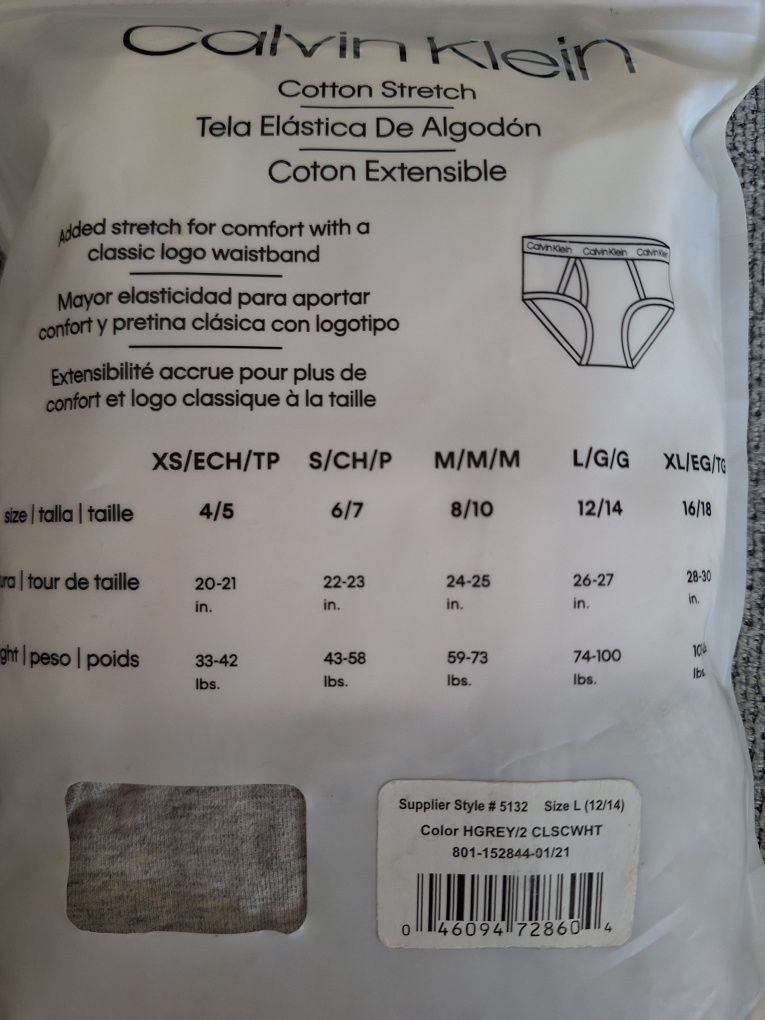 Calvin Klein
Cotton Stretch
Tela Elástica De Algodón
Coton Extensible
Added stretch for comfort with a
classic logo waistband
Mayor elasticidad para aportar
confort y pretina clásica con logotipo
Extensibilité accrue pour plus de
confort et logo classique à la taille
Calvin Klein Calvin Klein Calvin Klein
XS/ECH/TP S/CH/P M/M/M L/G/G XL/EG/TG
size | talla | taille 4/5 6/7 8/10 12/14 16/18
| tour de taille 20-21 22-23 24-25 26-27 28-30
in. in. in. in. in.
| peso | poids 33-42 43-58 59-73 74-100
lbs. lbs. lbs. lbs. lbs
Supplier Style # 5132 Size L (12/14)
Color HGREY/2 CLSCWHT
801-152844-01/21
0 46094 72860 4